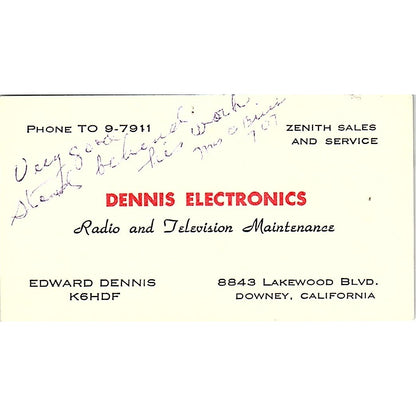 Very good
stands behind
his work.
Mrs
PHONE TO 9-7911
ZENITH SALES
AND SERVICE
DENNIS ELECTRONICS
Radio and Television Maintenance
EDWARD DENNIS
K6HDF
8843 LAKEWOOD BLVD.
DOWNEY, CALIFORNIA